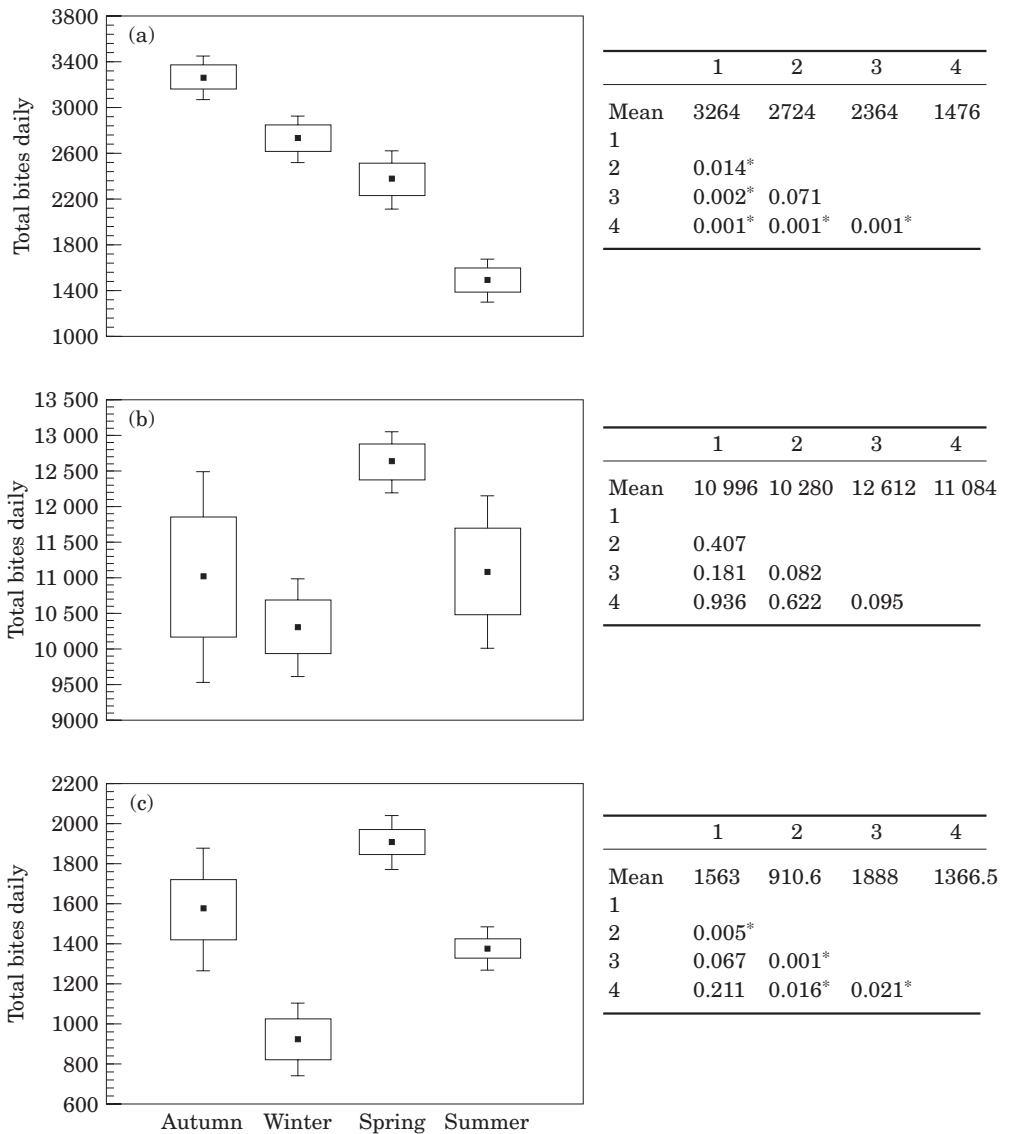 (a)
Total bites daily
3800
3400
3000
2600
2200
1800
1400
1000
1 2 3 4
Mean 3264 2724 2364 1476
1
2 0.014*
3 0.002* 0.071
4 0.001* 0.001* 0.001*
(b)
Total bites daily
13 500
13 000
12 500
12 000
11 500
11 000
10 500
10 000
9500
9000
1 2 3 4
Mean 10 996 10 280 12 612 11 084
1
2 0.407
3 0.181 0.082
4 0.936 0.622 0.095
(c)
Total bites daily
2200
2000
1800
1600
1400
1200
1000
800
600
Autumn Winter Spring Summer
1 2 3 4
Mean 1563 910.6 1888 1366.5
1
2 0.005*
3 0.067 0.001*
4 0.211 0.016* 0.021*